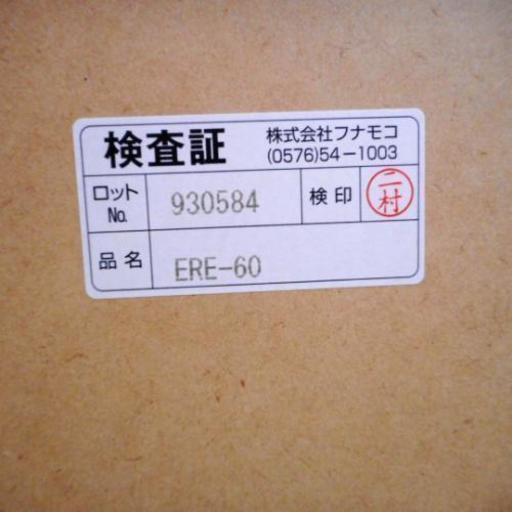 検査証
株式会社フナモコ
(0576)54-1003
ロット No.
930584
検印
二村
品名
ERE-60